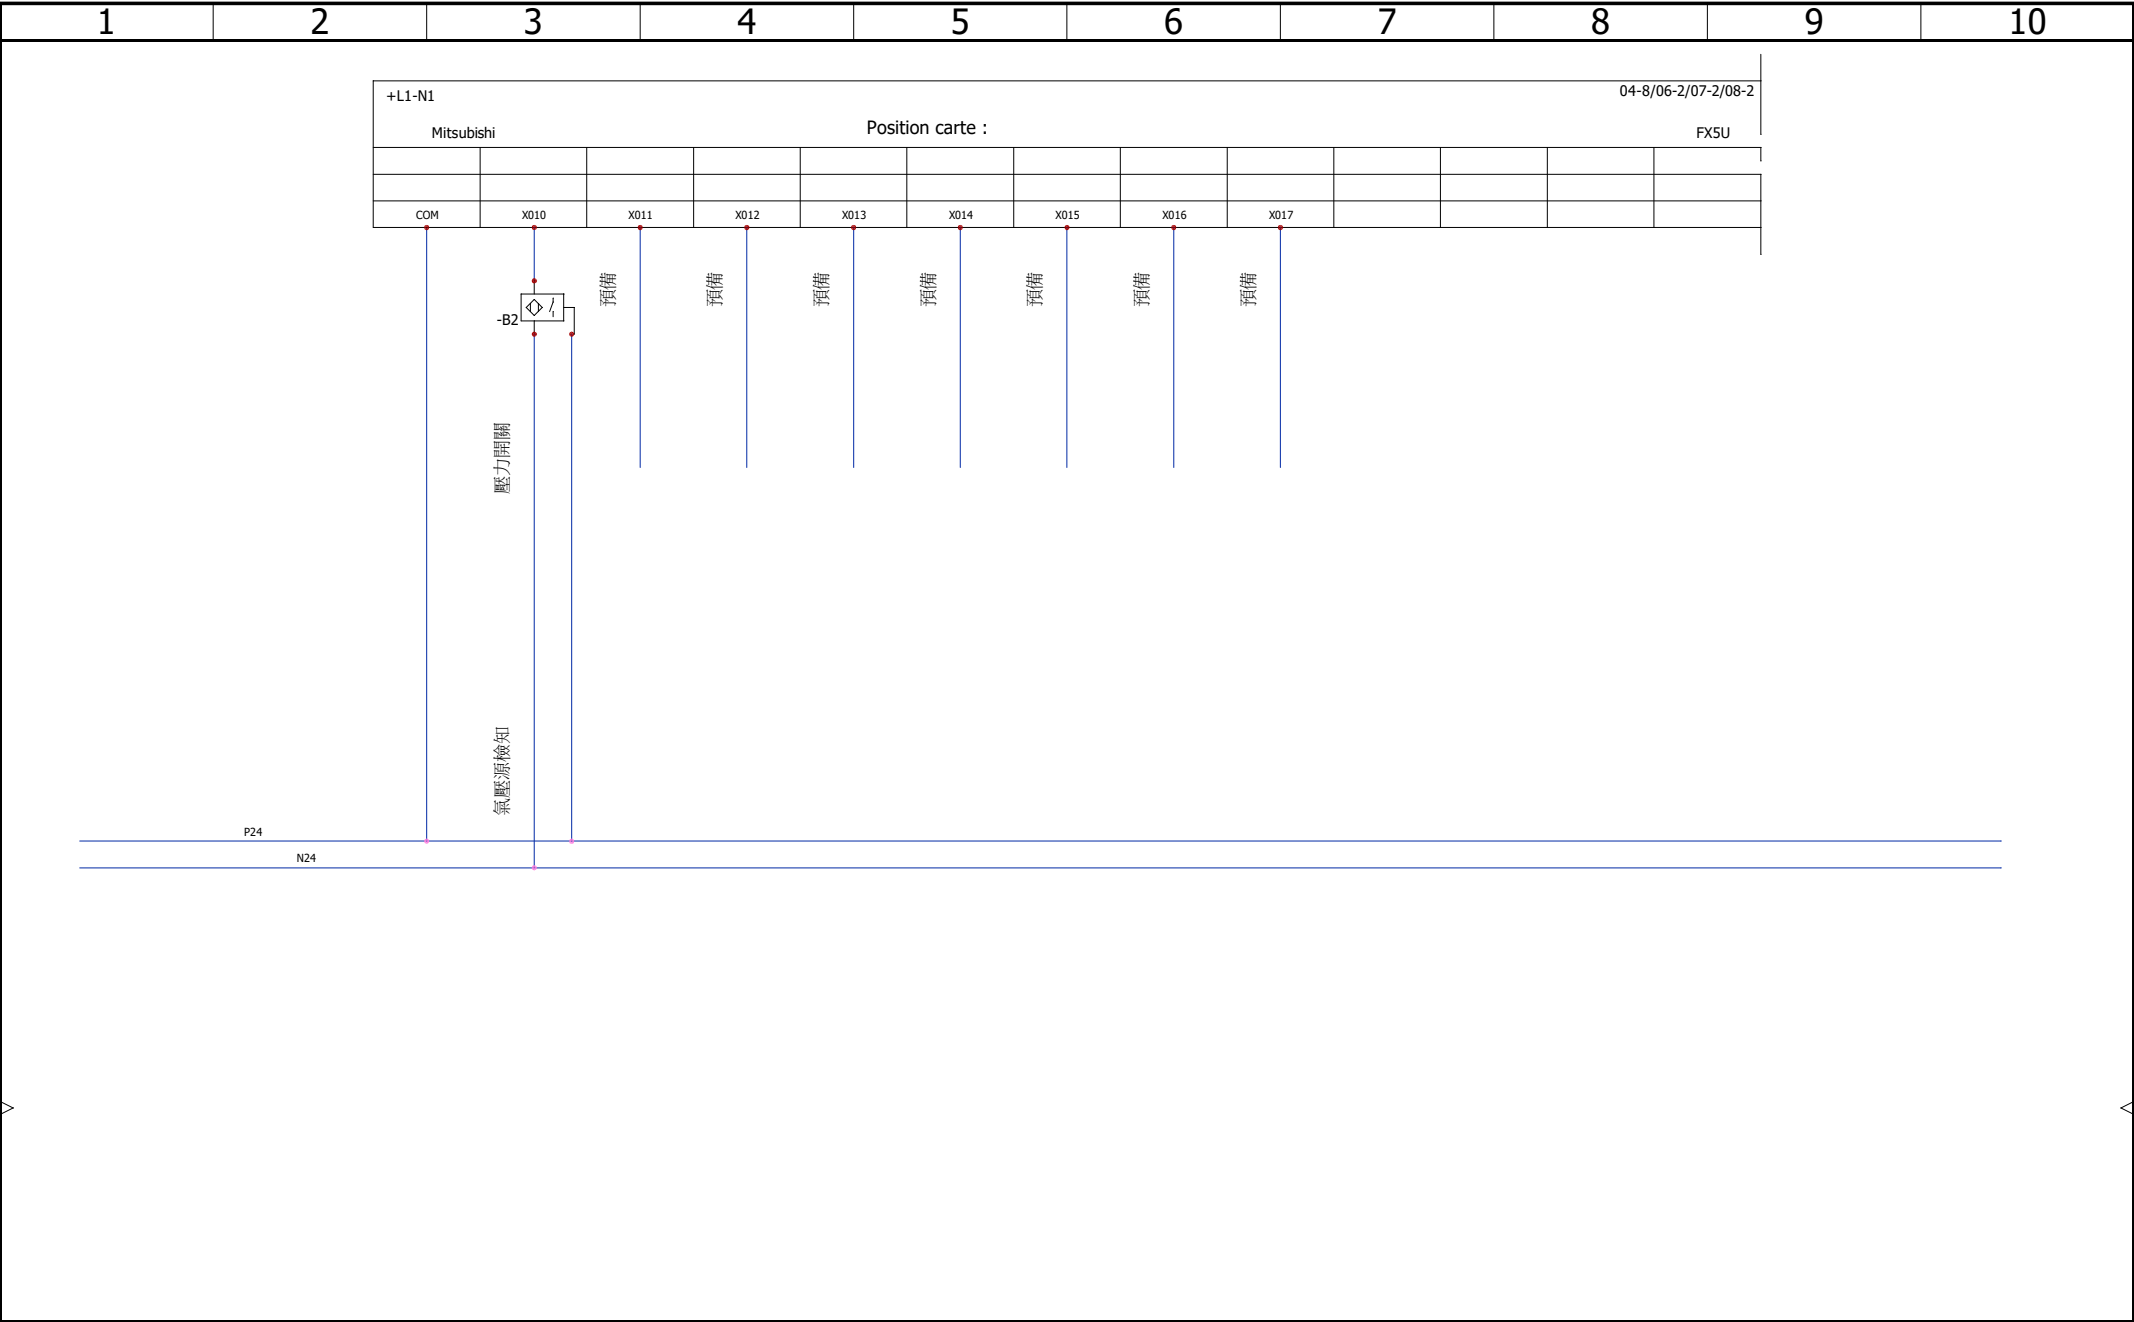 1 2 3 4 5 6 7 8 9 10
+L1-N1 04-8/06-2/07-2/08-2
Mitsubishi Position carte : FX5U
COM X010 X011 X012 X013 X014 X015 X016 X017
預備 預備 預備 預備 預備 預備 預備
-B2
壓力開關
氣壓源檢知
P24
N24